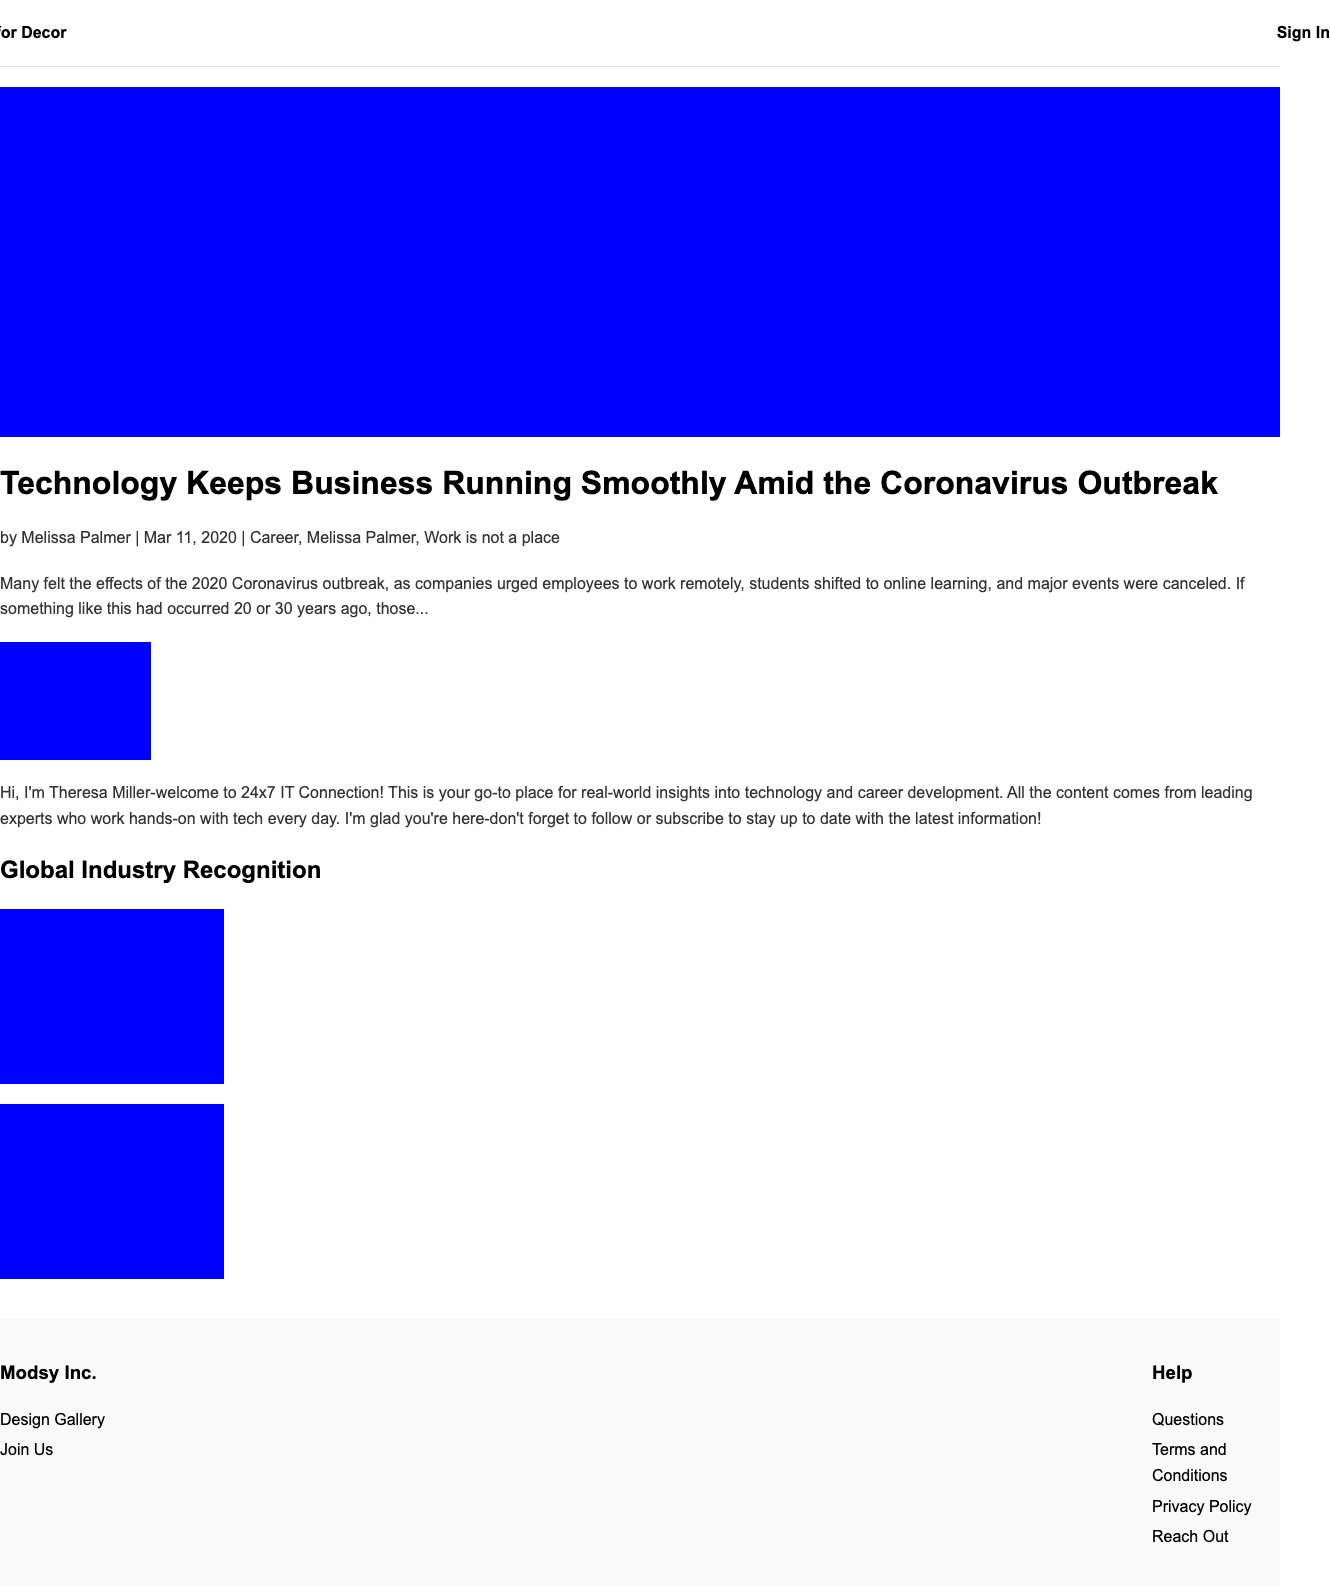 for Decor
Sign In
Technology Keeps Business Running Smoothly Amid the Coronavirus Outbreak
by Melissa Palmer | Mar 11, 2020 | Career, Melissa Palmer, Work is not a place
Many felt the effects of the 2020 Coronavirus outbreak, as companies urged employees to work remotely, students shifted to online learning, and major events were canceled. If
something like this had occurred 20 or 30 years ago, those...
Hi, I'm Theresa Miller-welcome to 24x7 IT Connection! This is your go-to place for real-world insights into technology and career development. All the content comes from leading
experts who work hands-on with tech every day. I'm glad you're here-don't forget to follow or subscribe to stay up to date with the latest information!
Global Industry Recognition
Modsy Inc.
Design Gallery
Join Us
Help
Questions
Terms and
Conditions
Privacy Policy
Reach Out